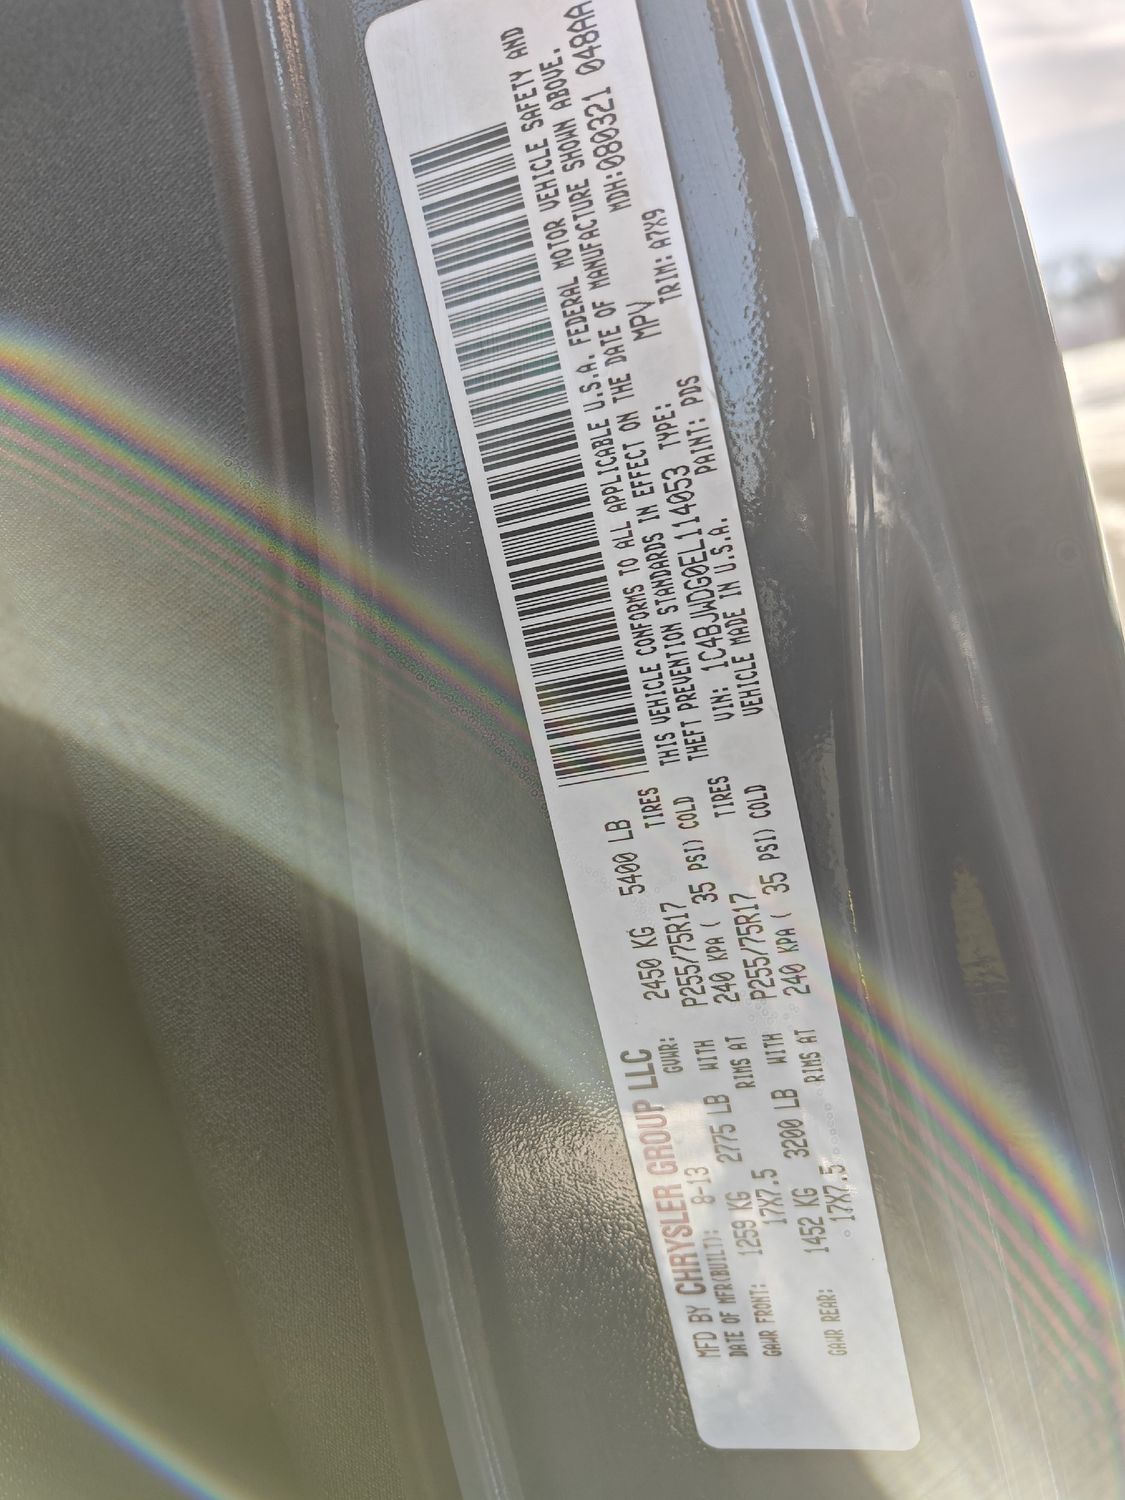 MFD BY CHRYSLER GROUP LLC
DATE OF MFR(BUILT): 8-13 GVWR: 2450 KG 5400 LB
GAWR FRONT: 1259 KG 2775 LB WITH P255/75R17 TIRES
17X7.5 RIMS AT 240 KPA ( 35 PSI) COLD
GAWR REAR: 1452 KG 3200 LB WITH P255/75R17 TIRES
17X7.5 RIMS AT 240 KPA ( 35 PSI) COLD
THIS VEHICLE CONFORMS TO ALL APPLICABLE U.S.A. FEDERAL MOTOR VEHICLE SAFETY AND
THEFT PREVENTION STANDARDS IN EFFECT ON THE DATE OF MANUFACTURE SHOWN ABOVE.
VIN: 1C4BJWDG0EL114053 TYPE: MPV MDH:080321 048AA
VEHICLE MADE IN U.S.A. PAINT: PDS TRIM: A7X9